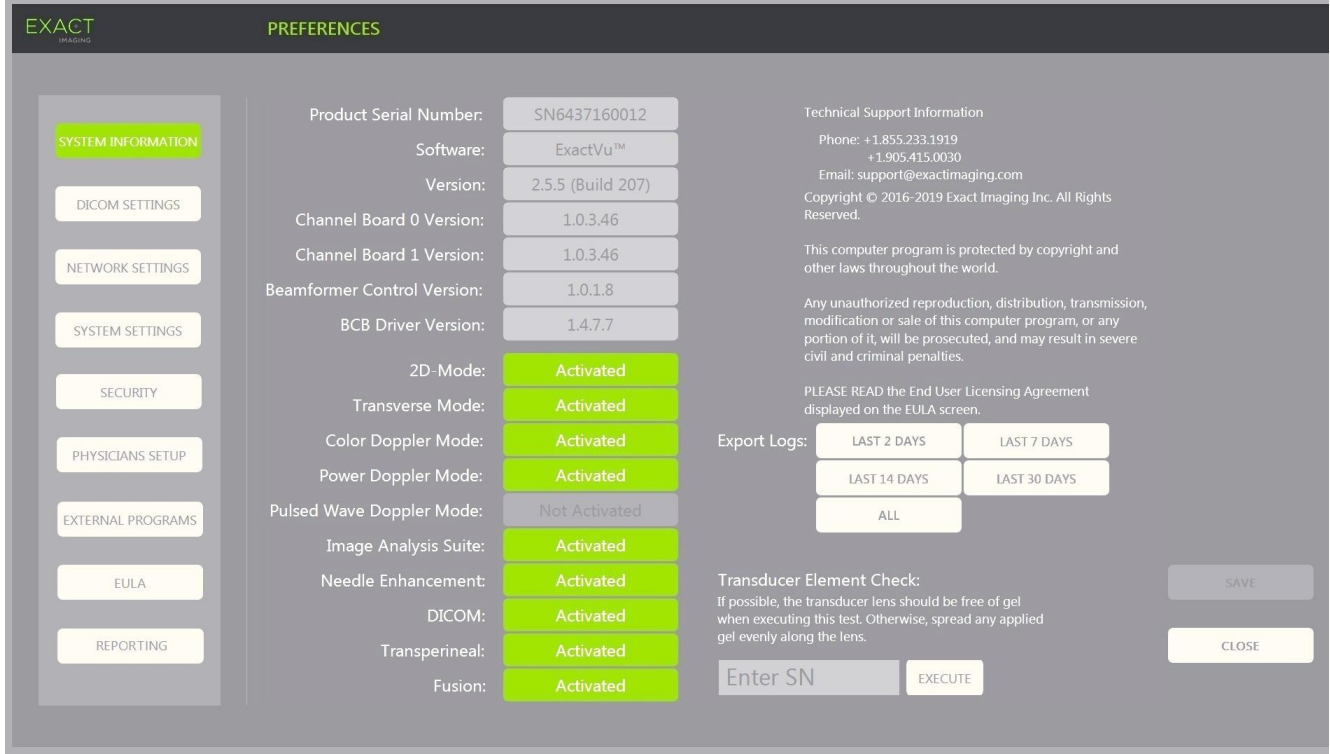 EXACT
IMAGING
PREFERENCES
SYSTEM INFORMATION
DICOM SETTINGS
NETWORK SETTINGS
SYSTEM SETTINGS
SECURITY
PHYSICIANS SETUP
EXTERNAL PROGRAMS
EULA
REPORTING
Product Serial Number: SN6437160012
Software: ExactVu™
Version: 2.5.5 (Build 207)
Channel Board 0 Version: 1.0.3.46
Channel Board 1 Version: 1.0.3.46
Beamformer Control Version: 1.0.1.8
BCB Driver Version: 1.4.7.7
2D-Mode: Activated
Transverse Mode: Activated
Color Doppler Mode: Activated
Power Doppler Mode: Activated
Pulsed Wave Doppler Mode: Not Activated
Image Analysis Suite: Activated
Needle Enhancement: Activated
DICOM: Activated
Transperineal: Activated
Fusion: Activated
Technical Support Information
Phone: +1.855.233.1919
+1.905.415.0030
Email: support@exactimaging.com
Copyright © 2016-2019 Exact Imaging Inc. All Rights
Reserved.
This computer program is protected by copyright and
other laws throughout the world.
Any unauthorized reproduction, distribution, transmission,
modification or sale of this computer program, or any
portion of it, will be prosecuted, and may result in severe
civil and criminal penalties.
PLEASE READ the End User Licensing Agreement
displayed on the EULA screen.
Export Logs: LAST 2 DAYS LAST 7 DAYS
LAST 14 DAYS LAST 30 DAYS
ALL
Transducer Element Check:
If possible, the transducer lens should be free of gel
when executing this test. Otherwise, spread any applied
gel evenly along the lens.
Enter SN EXECUTE
SAVE
CLOSE